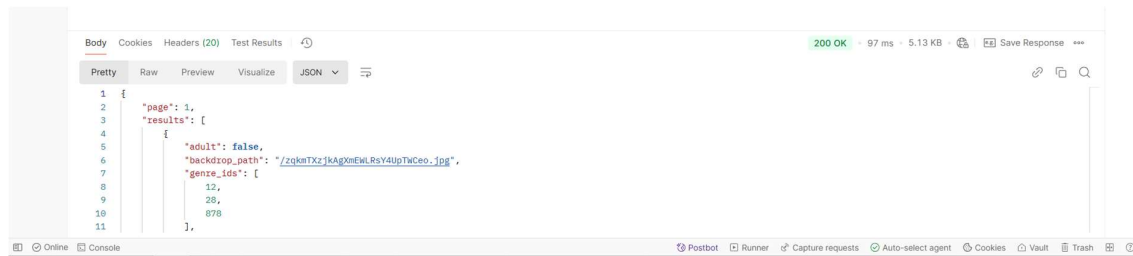 Body Cookies Headers (20) Test Results 200 OK 97 ms 5.13 KB Save Response
Pretty Raw Preview Visualize JSON
1 {
2 "page": 1,
3 "results": [
4 {
5 "adult": false,
6 "backdrop_path": "/zqkmTXzjkAgXmEWLRsY4UpTWCeo.jpg",
7 "genre_ids": [
8 12,
9 28,
10 878
11 ],
Online Console Postbot Runner Capture requests Auto-select agent Cookies Vault Trash